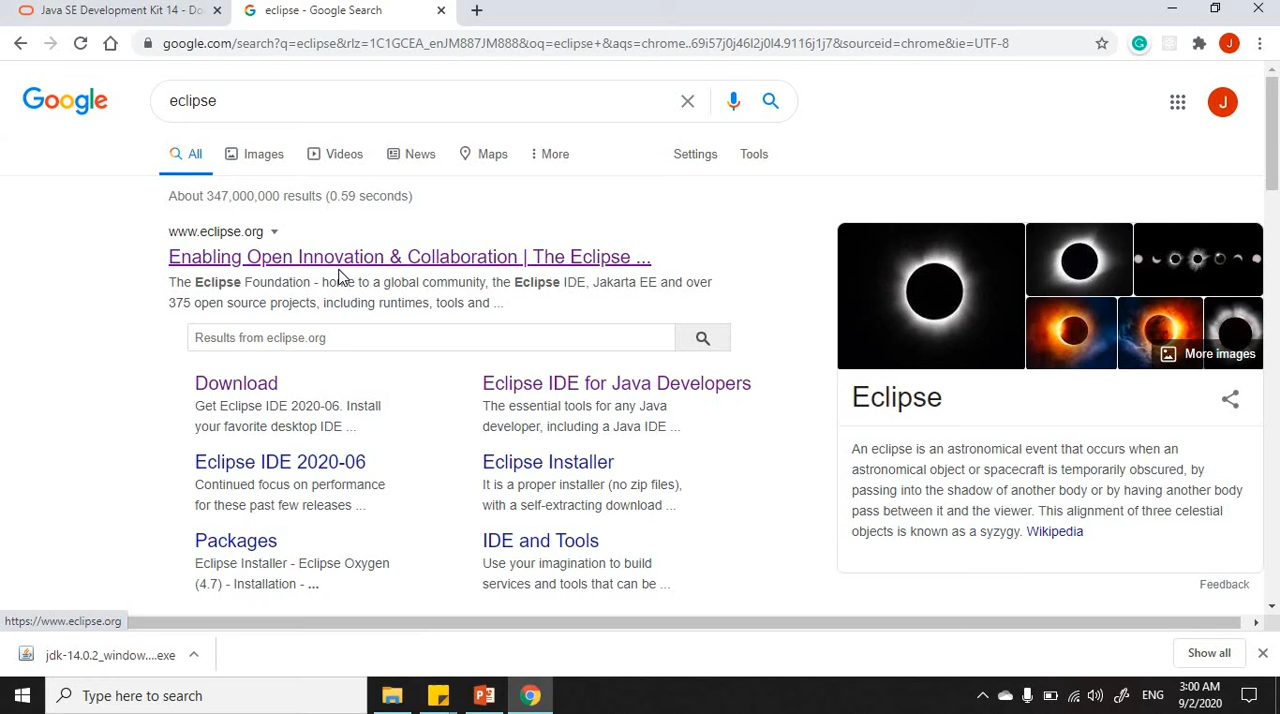 Java SE Development Kit 14 - Do
eclipse - Google Search
google.com/search?q=eclipse&rlz=1C1GCEA_enJM887JM888&oq=eclipse+&aqs=chrome..69i57j0j46l2j0l4.9116j1j7&sourceid=chrome&ie=UTF-8
J
Google
eclipse
J
All
Images
Videos
News
Maps
More
Settings
Tools
About 347,000,000 results (0.59 seconds)
www.eclipse.org
Enabling Open Innovation & Collaboration | The Eclipse ...
The Eclipse Foundation - home to a global community, the Eclipse IDE, Jakarta EE and over
375 open source projects, including runtimes, tools and ...
Results from eclipse.org
Download
Get Eclipse IDE 2020-06. Install
your favorite desktop IDE ...
Eclipse IDE for Java Developers
The essential tools for any Java
developer, including a Java IDE ...
Eclipse IDE 2020-06
Continued focus on performance
for these past few releases ...
Eclipse Installer
It is a proper installer (no zip files),
with a self-extracting download ...
Packages
Eclipse Installer - Eclipse Oxygen
(4.7) - Installation - ...
IDE and Tools
Use your imagination to build
services and tools that can be ...
More images
Eclipse
An eclipse is an astronomical event that occurs when an
astronomical object or spacecraft is temporarily obscured, by
passing into the shadow of another body or by having another body
pass between it and the viewer. This alignment of three celestial
objects is known as a syzygy. Wikipedia
Feedback
https://www.eclipse.org
jdk-14.0.2_window....exe
Show all
Type here to search
ENG
3:00 AM
9/2/2020